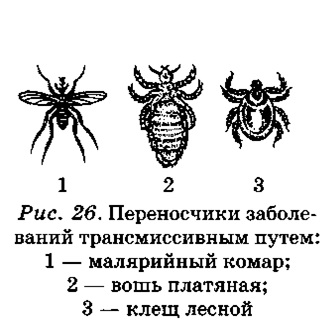 1 2 3
Рис. 26. Переносчики заболе-
ваний трансмиссивным путем:
1 — малярийный комар;
2 — вошь платяная;
3 — клещ лесной